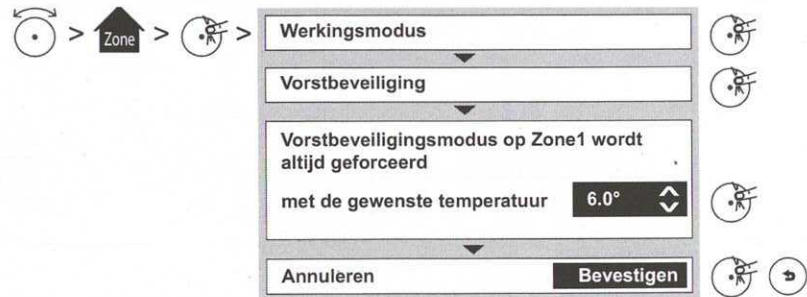 > Zone > >
Werkingsmodus
Vorstbeveiliging
Vorstbeveiligingsmodus op Zone1 wordt
altijd geforceerd
met de gewenste temperatuur 6.0°
Annuleren Bevestigen